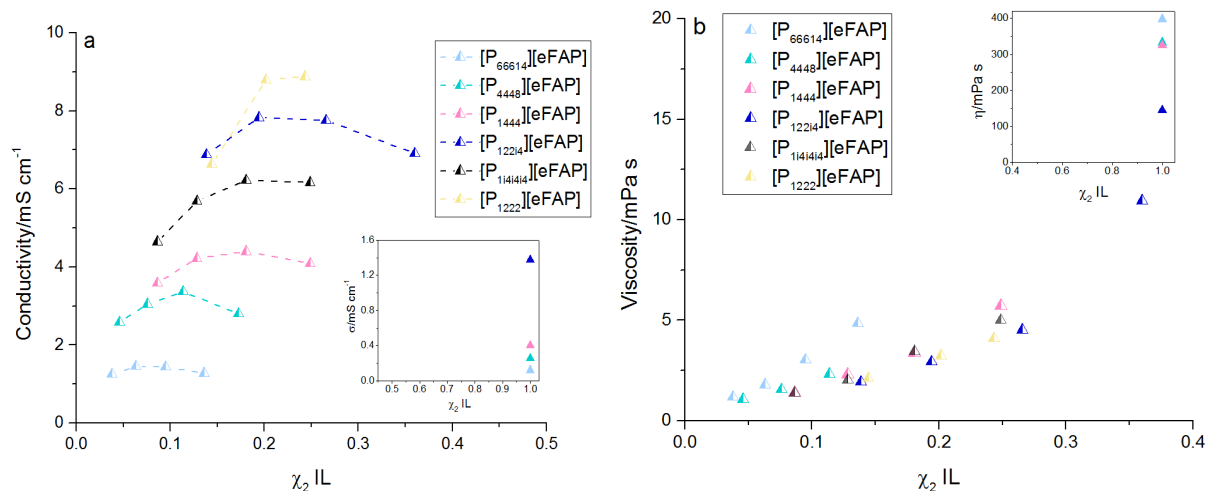 a
10
8
6
4
2
0
0.0 0.1 0.2 0.3 0.4 0.5
Conductivity/mS cm⁻¹
χ₂ IL
[P₆₆₆₁₄][eFAP]
[P₄₄₄₈][eFAP]
[P₁₄₄₄][eFAP]
[P₁₂₂ᵢ₄][eFAP]
[P₁ᵢ₄ᵢ₄ᵢ₄][eFAP]
[P₁₂₂₂][eFAP]
1.6
1.2
0.8
0.4
0.0
0.5 0.6 0.7 0.8 0.9 1.0
σ/mS cm⁻¹
χ₂ IL
b
20
15
10
5
0
0.0 0.1 0.2 0.3 0.4
Viscosity/mPa s
χ₂ IL
[P₆₆₆₁₄][eFAP]
[P₄₄₄₈][eFAP]
[P₁₄₄₄][eFAP]
[P₁₂₂ᵢ₄][eFAP]
[P₁ᵢ₄ᵢ₄ᵢ₄][eFAP]
[P₁₂₂₂][eFAP]
400
300
200
100
0
0.4 0.6 0.8 1.0
η/mPa s
χ₂ IL